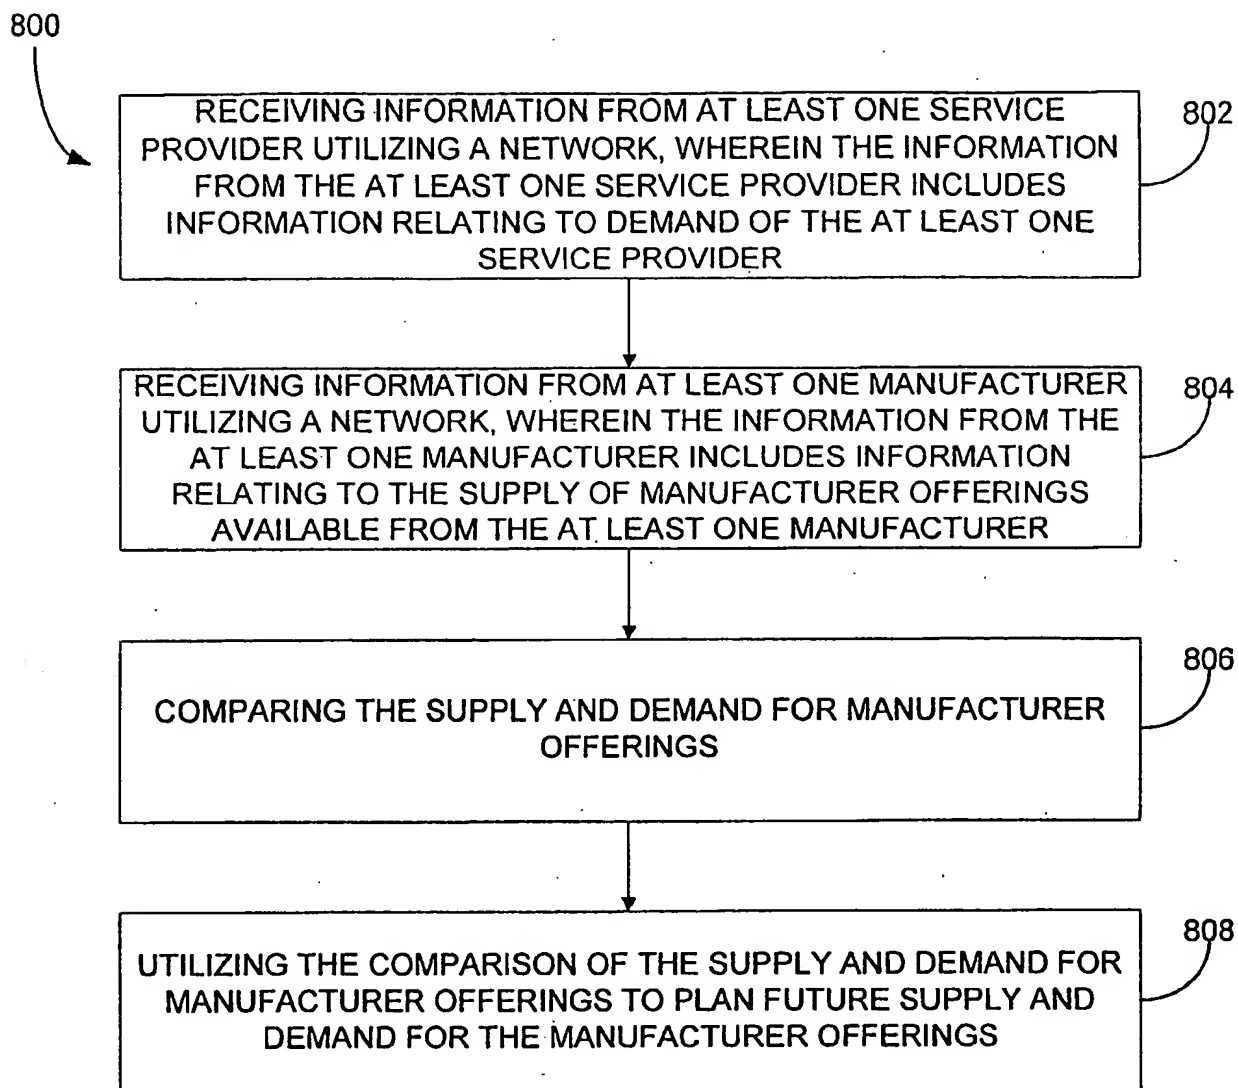 800
RECEIVING INFORMATION FROM AT LEAST ONE SERVICE
PROVIDER UTILIZING A NETWORK, WHEREIN THE INFORMATION
FROM THE AT LEAST ONE SERVICE PROVIDER INCLUDES
INFORMATION RELATING TO DEMAND OF THE AT LEAST ONE
SERVICE PROVIDER
802
RECEIVING INFORMATION FROM AT LEAST ONE MANUFACTURER
UTILIZING A NETWORK, WHEREIN THE INFORMATION FROM THE
AT LEAST ONE MANUFACTURER INCLUDES INFORMATION
RELATING TO THE SUPPLY OF MANUFACTURER OFFERINGS
AVAILABLE FROM THE AT LEAST ONE MANUFACTURER
804
COMPARING THE SUPPLY AND DEMAND FOR MANUFACTURER
OFFERINGS
806
UTILIZING THE COMPARISON OF THE SUPPLY AND DEMAND FOR
MANUFACTURER OFFERINGS TO PLAN FUTURE SUPPLY AND
DEMAND FOR THE MANUFACTURER OFFERINGS
808